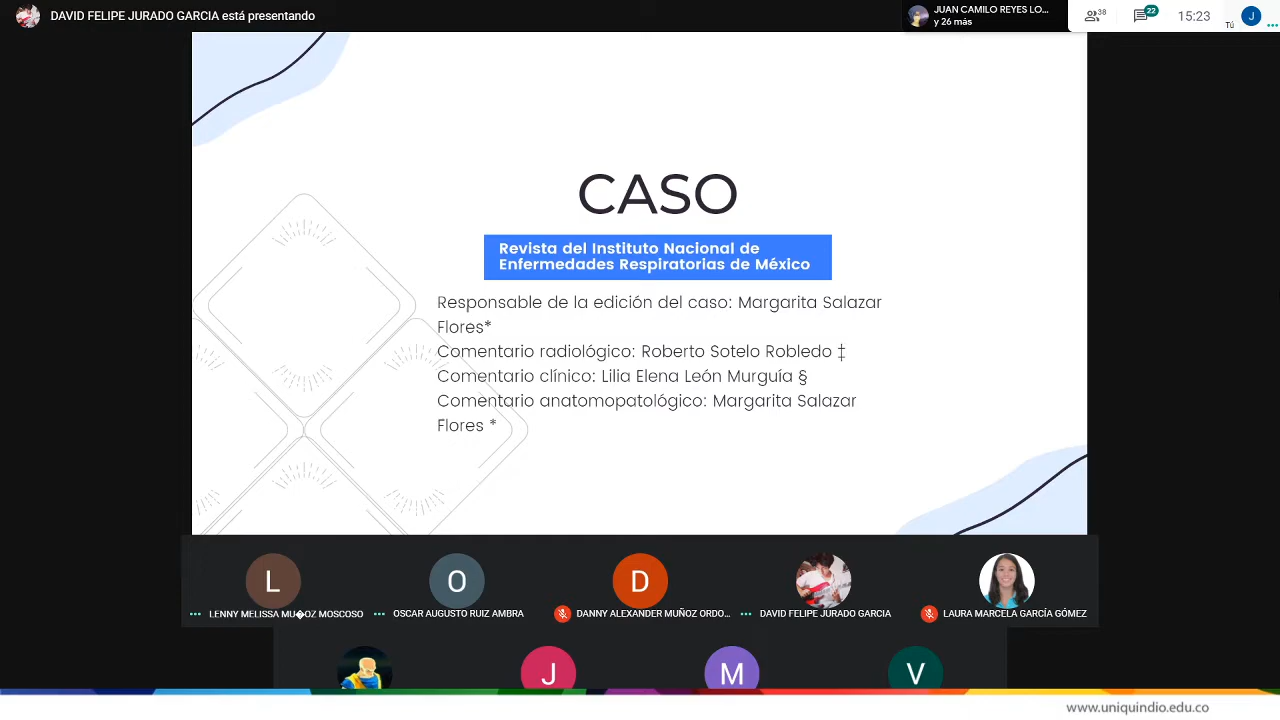 DAVID FELIPE JURADO GARCIA está presentando
JUAN CAMILO REYES LO...
y 26 más
38
22
15:23
Tú
J
CASO
Revista del Instituto Nacional de
Enfermedades Respiratorias de México
Responsable de la edición del caso: Margarita Salazar
Flores*
Comentario radiológico: Roberto Sotelo Robledo ‡
Comentario clínico: Lilia Elena León Murguía §
Comentario anatomopatológico: Margarita Salazar
Flores *
L
O
D
LENNY MELISSA MU�OZ MOSCOSO
OSCAR AUGUSTO RUIZ AMBRA
DANNY ALEXANDER MUÑOZ ORDO...
DAVID FELIPE JURADO GARCIA
LAURA MARCELA GARCÍA GÓMEZ
J
M
V
www.uniquindio.edu.co